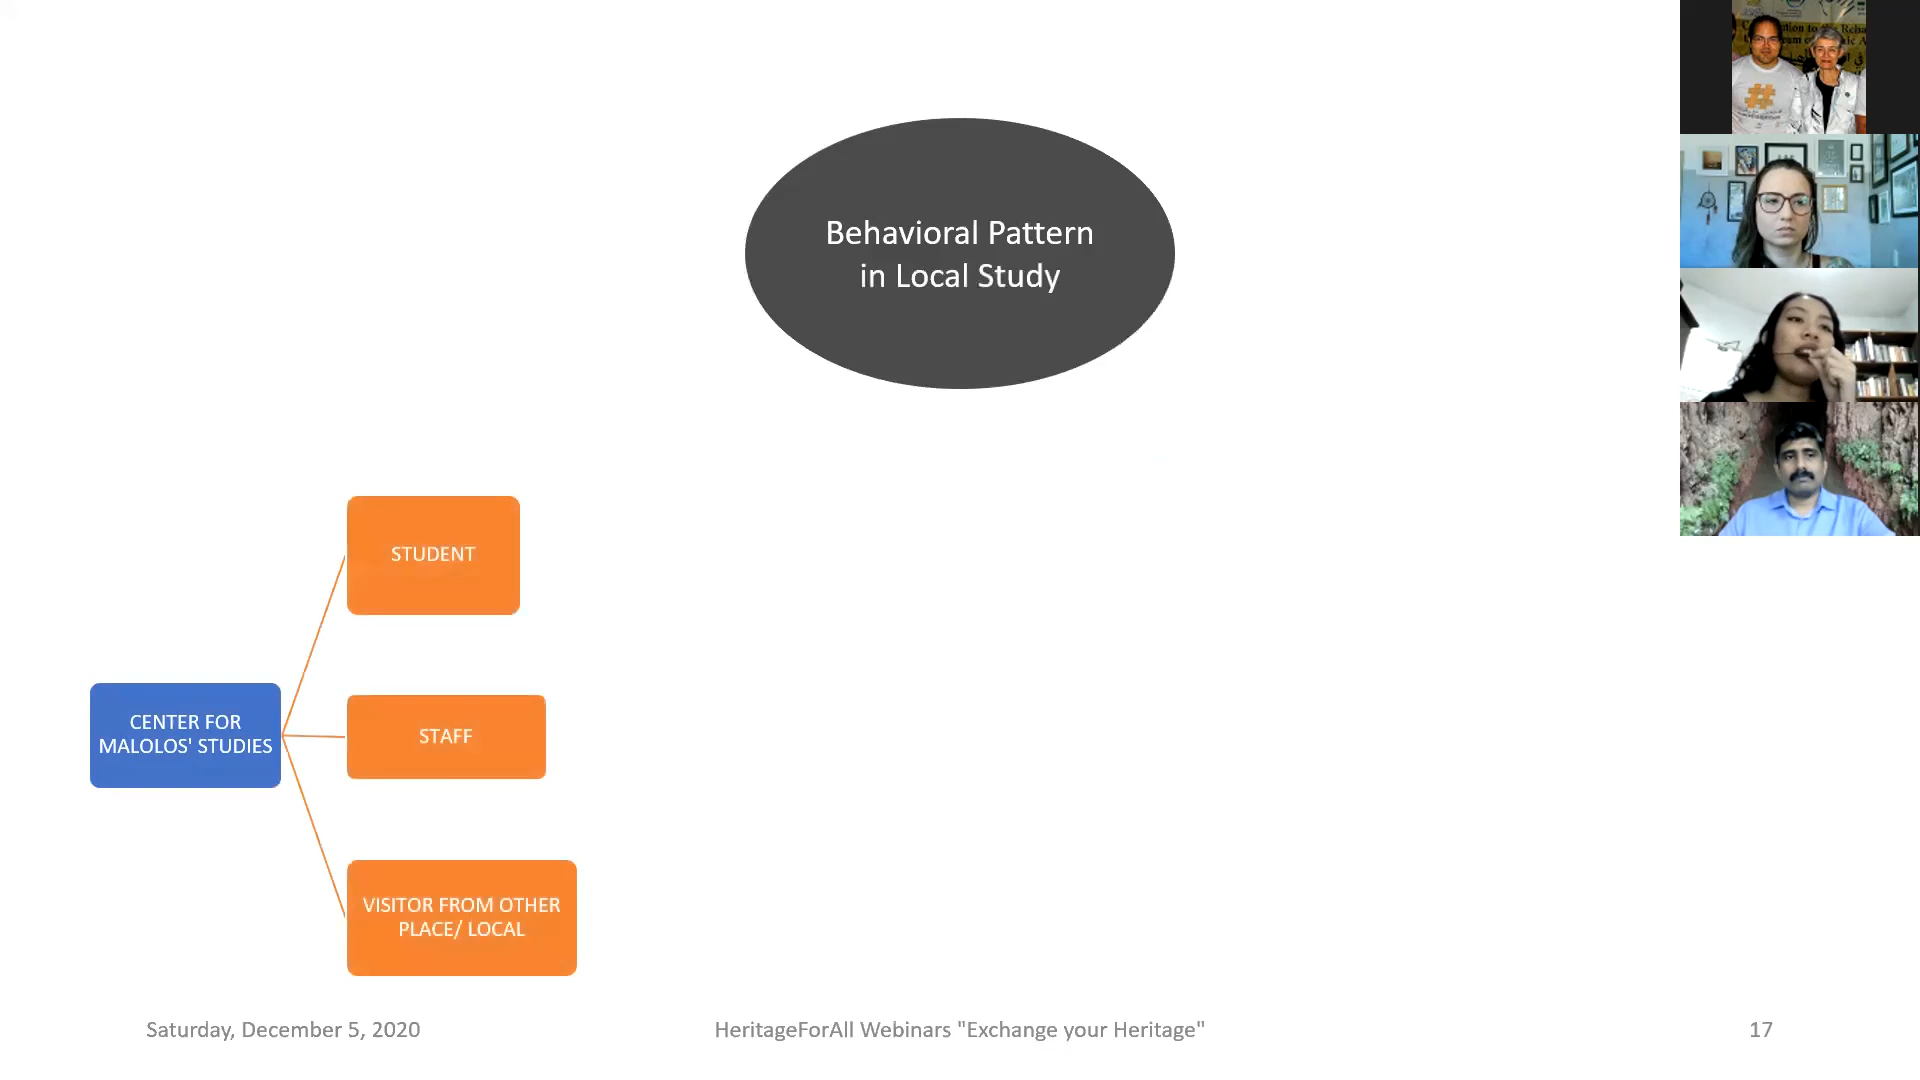 Behavioral Pattern
in Local Study
STUDENT
CENTER FOR
MALOLOS' STUDIES
STAFF
VISITOR FROM OTHER
PLACE/ LOCAL
Saturday, December 5, 2020
HeritageForAll Webinars "Exchange your Heritage"
17
#